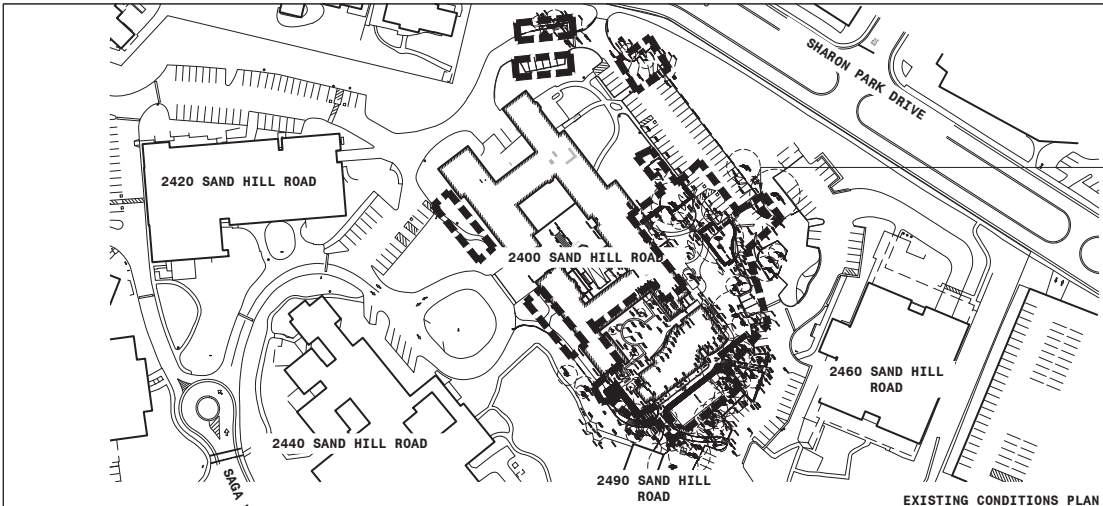 SHARON PARK DRIVE
2420 SAND HILL ROAD
2400 SAND HILL ROAD
2460 SAND HILL
ROAD
2440 SAND HILL ROAD
2490 SAND HILL
ROAD
SAGA
EXISTING CONDITIONS PLAN